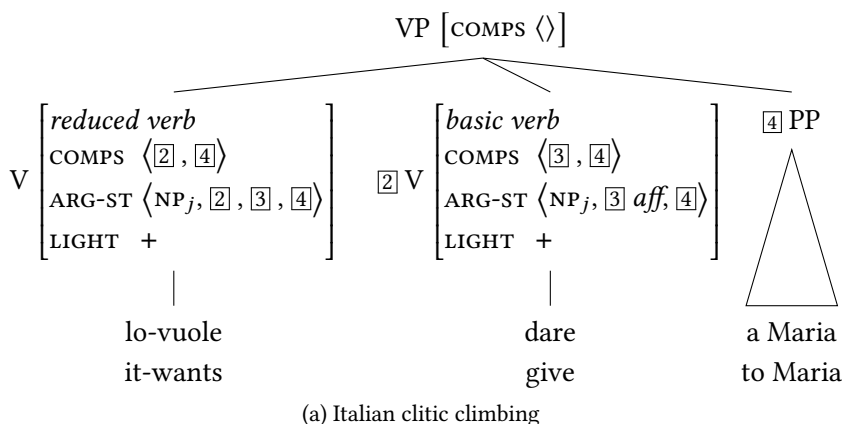 VP [COMPS ⟨⟩]
V [reduced verb
COMPS ⟨[2], [4]⟩
ARG-ST ⟨NP_j, [2], [3], [4]⟩
LIGHT +]
[2] V [basic verb
COMPS ⟨[3], [4]⟩
ARG-ST ⟨NP_j, [3] aff, [4]⟩
LIGHT +]
[4] PP
lo-vuole dare a Maria
it-wants give to Maria
(a) Italian clitic climbing